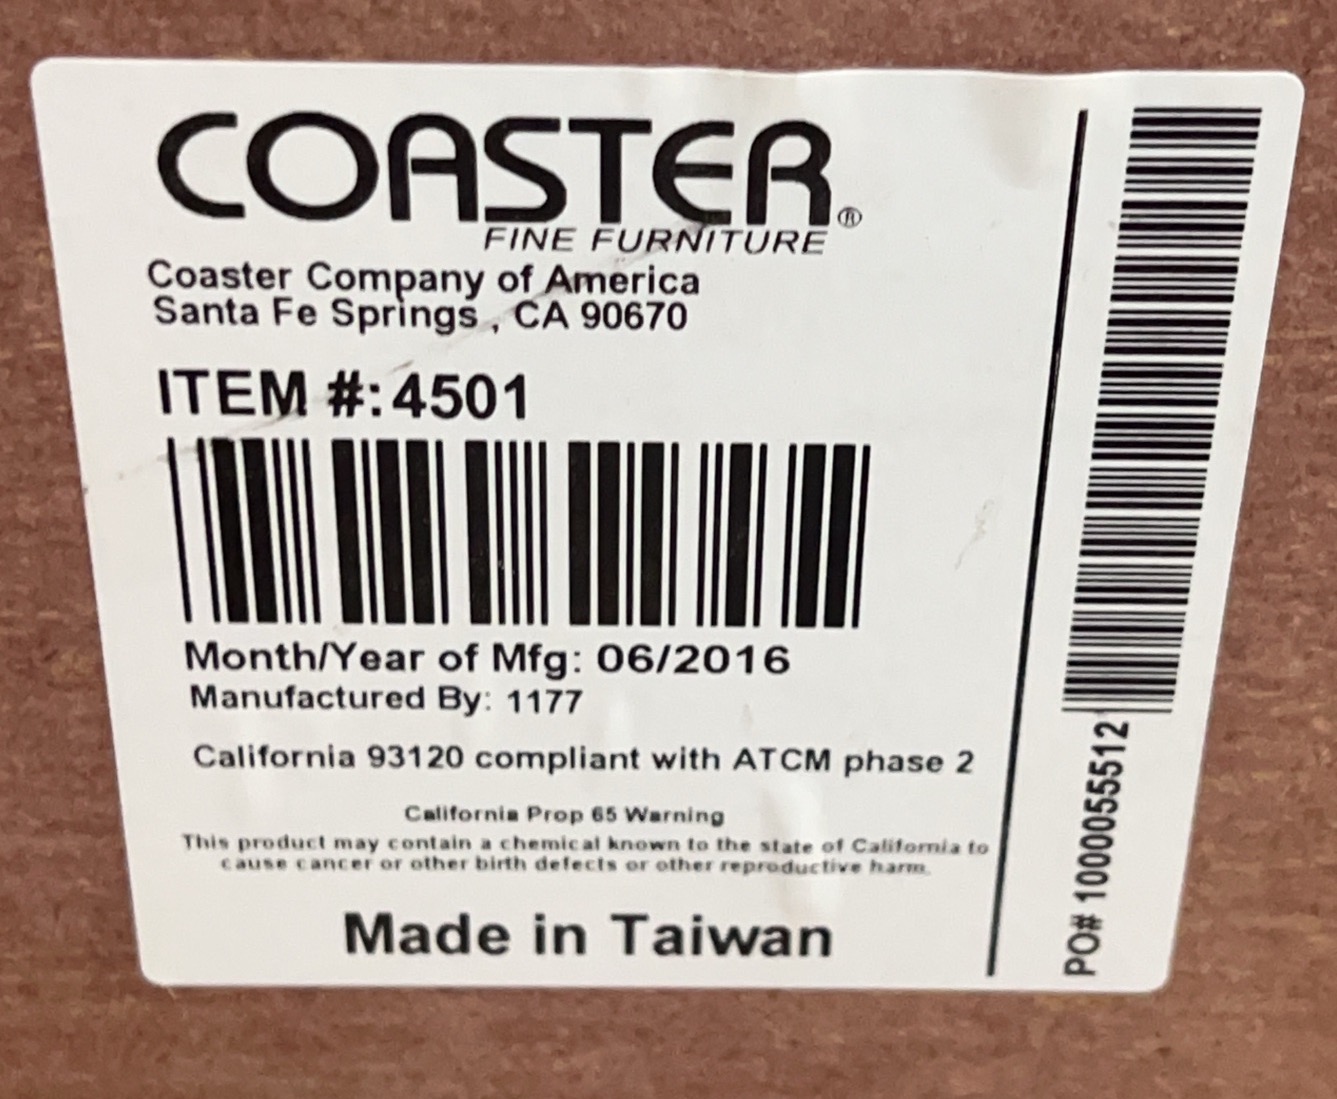 COASTER®
FINE FURNITURE
Coaster Company of America
Santa Fe Springs , CA 90670
ITEM #: 4501
Month/Year of Mfg: 06/2016
Manufactured By: 1177
California 93120 compliant with ATCM phase 2
California Prop 65 Warning
This product may contain a chemical known to the state of California to
cause cancer or other birth defects or other reproductive harm.
Made in Taiwan
PO# 1000055512